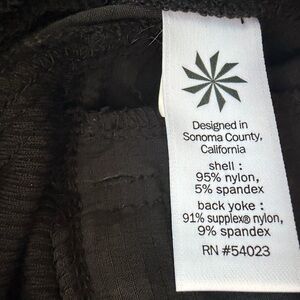 Designed in
Sonoma County,
California
shell :
95% nylon,
5% spandex
back yoke :
91% supplex® nylon,
9% spandex
RN #54023